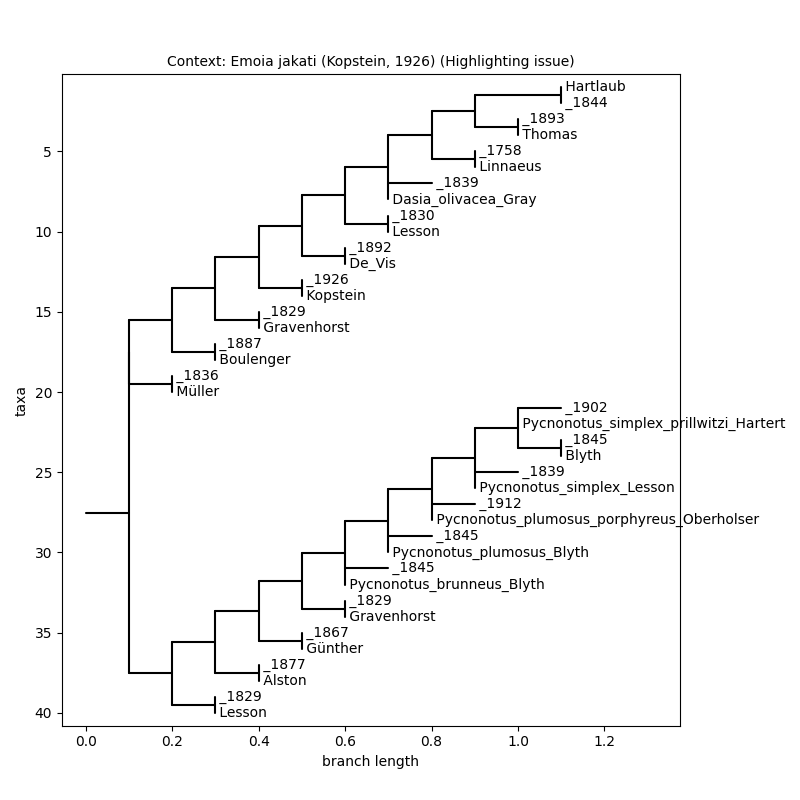 Context: Emoia jakati (Kopstein, 1926) (Highlighting issue)
Hartlaub
_1844
_1893
Thomas
_1758
Linnaeus
_1839
Dasia_olivacea_Gray
_1830
Lesson
_1892
De_Vis
_1926
Kopstein
_1829
Gravenhorst
_1887
Boulenger
_1836
Müller
_1902
Pycnonotus_simplex_prillwitzi_Hartert
_1845
Blyth
_1839
Pycnonotus_simplex_Lesson
_1912
Pycnonotus_plumosus_porphyreus_Oberholser
_1845
Pycnonotus_plumosus_Blyth
_1845
Pycnonotus_brunneus_Blyth
_1829
Gravenhorst
_1867
Günther
_1877
Alston
_1829
Lesson
5
10
15
20
25
30
35
40
taxa
0.0 0.2 0.4 0.6 0.8 1.0 1.2
branch length